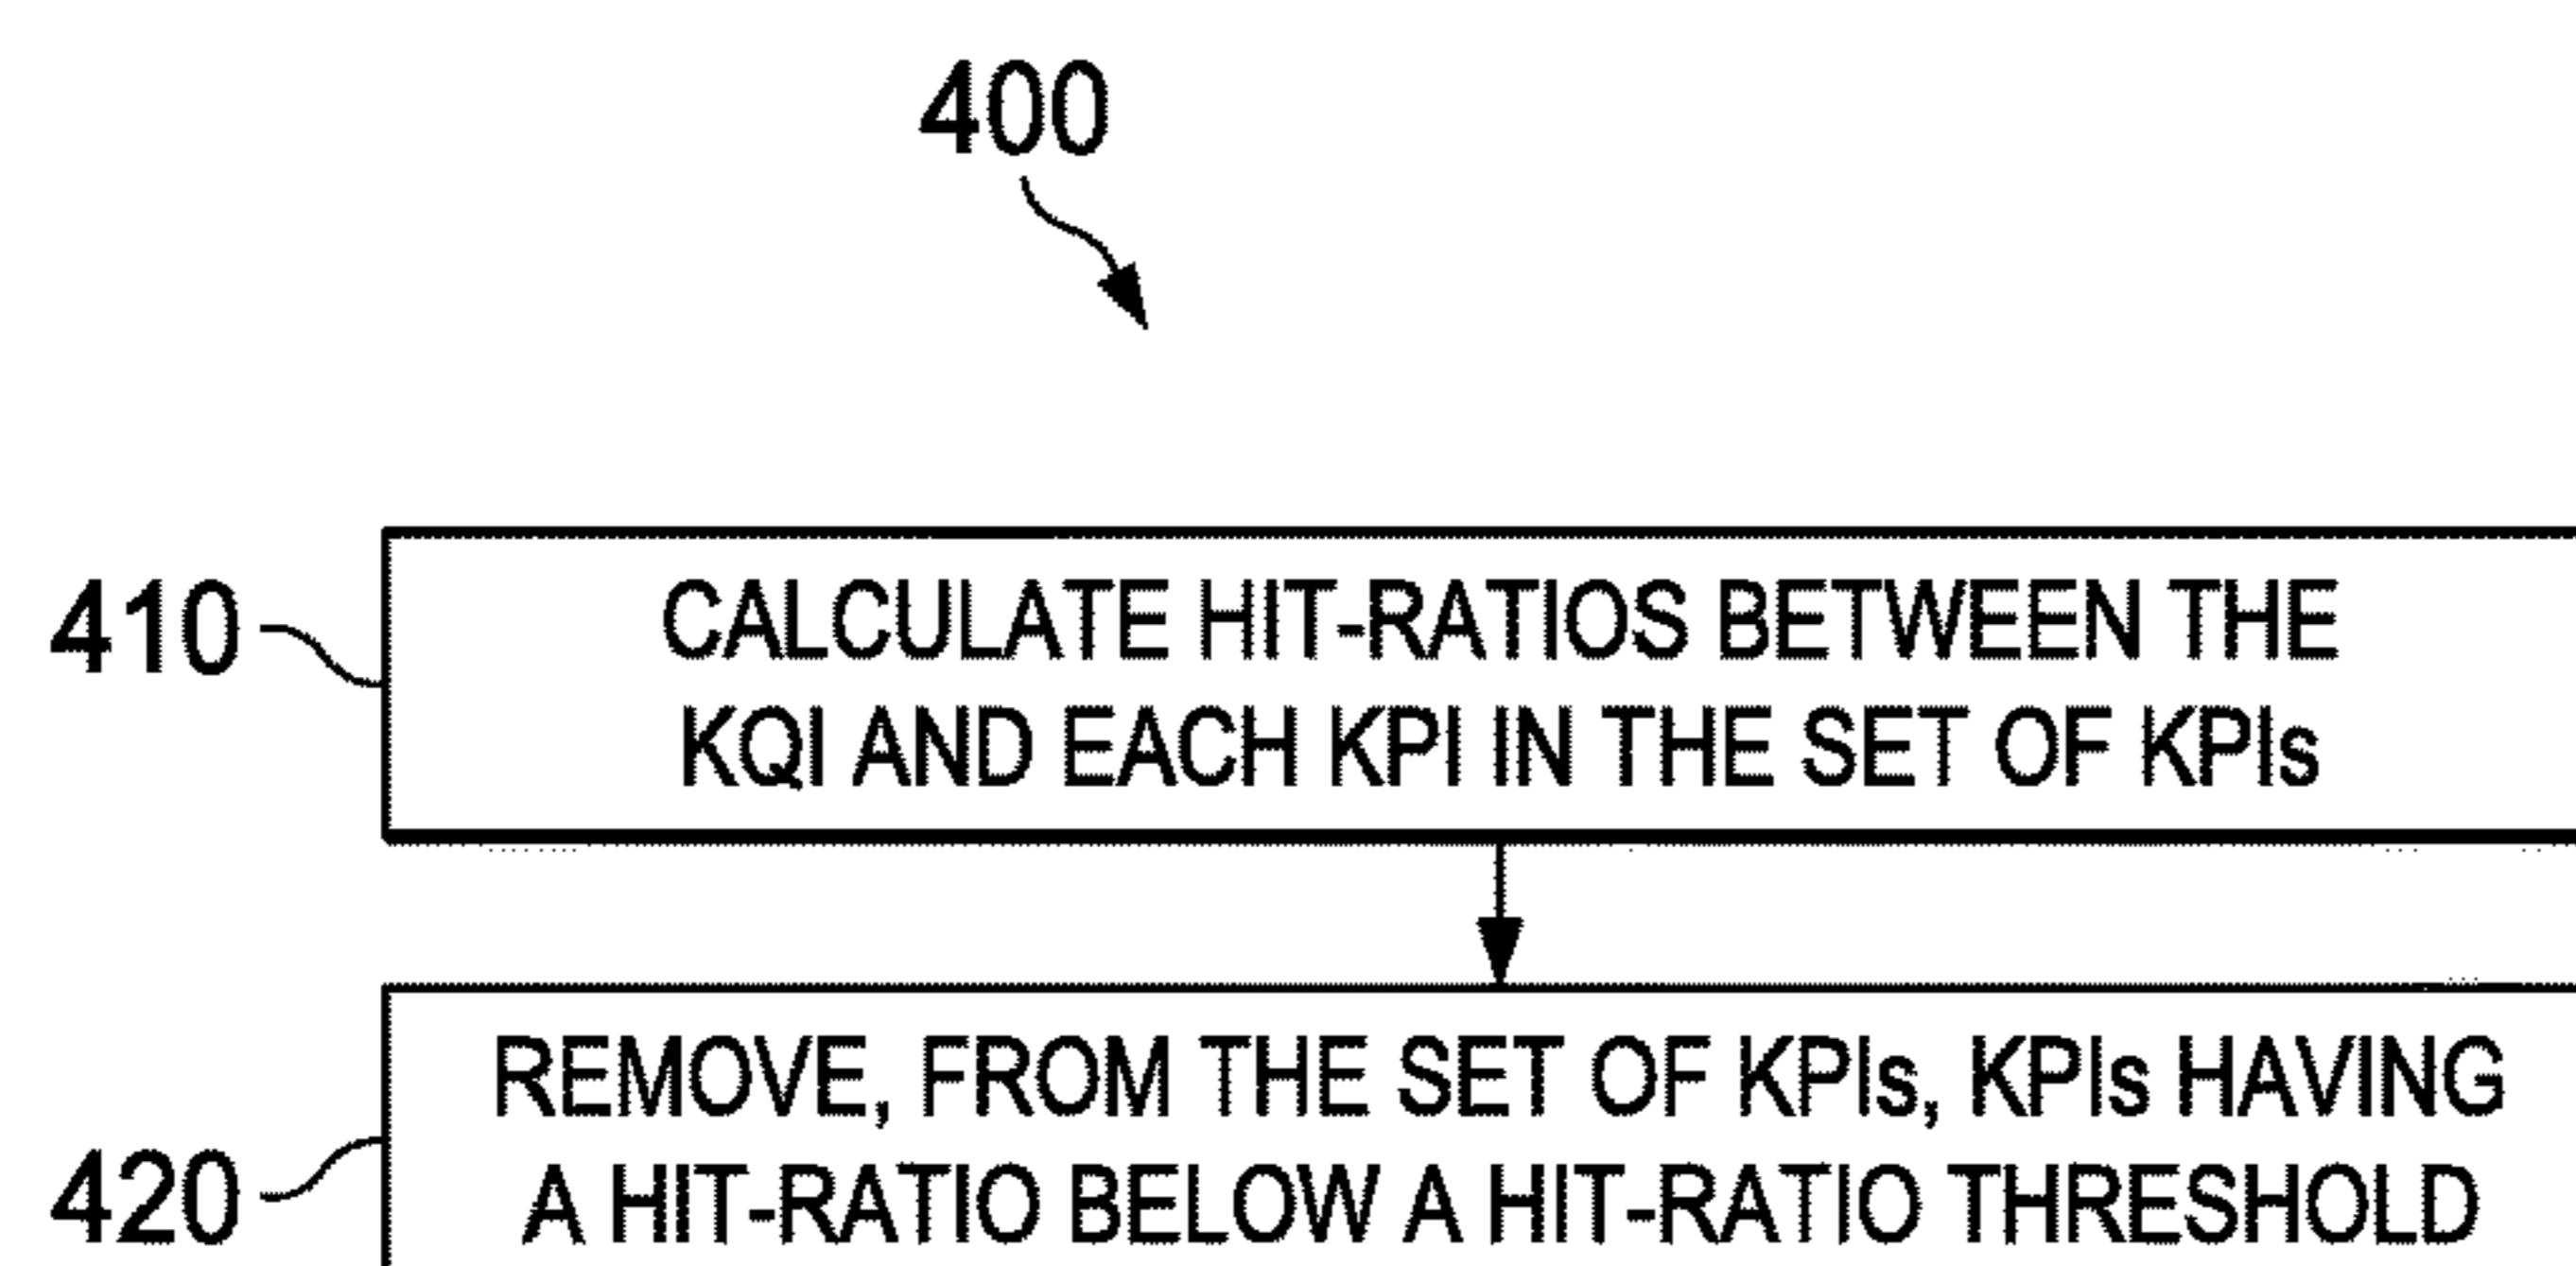 400
410
CALCULATE HIT-RATIOS BETWEEN THE
KQI AND EACH KPI IN THE SET OF KPIs
420
REMOVE, FROM THE SET OF KPIs, KPIs HAVING
A HIT-RATIO BELOW A HIT-RATIO THRESHOLD